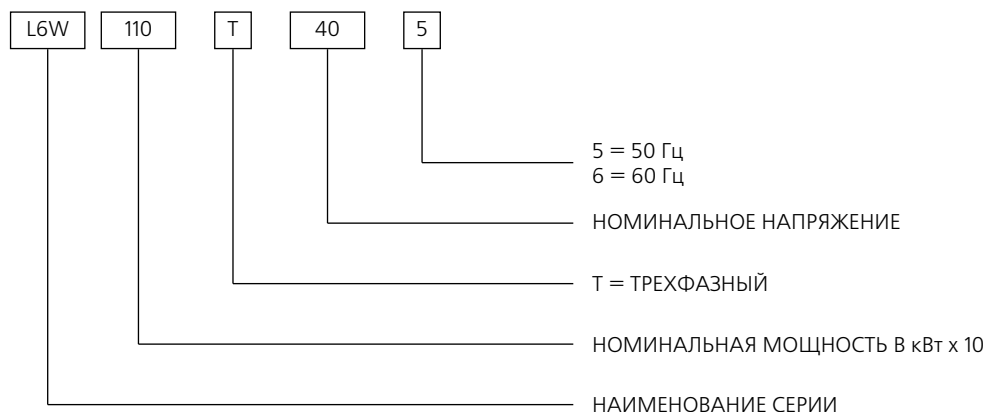 L6W 110 T 40 5
5 = 50 Гц
6 = 60 Гц
НОМИНАЛЬНОЕ НАПРЯЖЕНИЕ
T = ТРЕХФАЗНЫЙ
НОМИНАЛЬНАЯ МОЩНОСТЬ В кВт x 10
НАИМЕНОВАНИЕ СЕРИИ